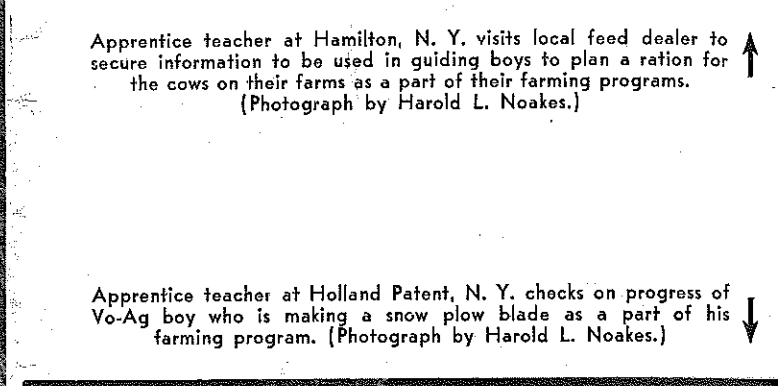 Apprentice teacher at Hamilton, N. Y. visits local feed dealer to
secure information to be used in guiding boys to plan a ration for
the cows on their farms as a part of their farming programs.
(Photograph by Harold L. Noakes.)
Apprentice teacher at Holland Patent, N. Y. checks on progress of
Vo-Ag boy who is making a snow plow blade as a part of his
farming program. (Photograph by Harold L. Noakes.)